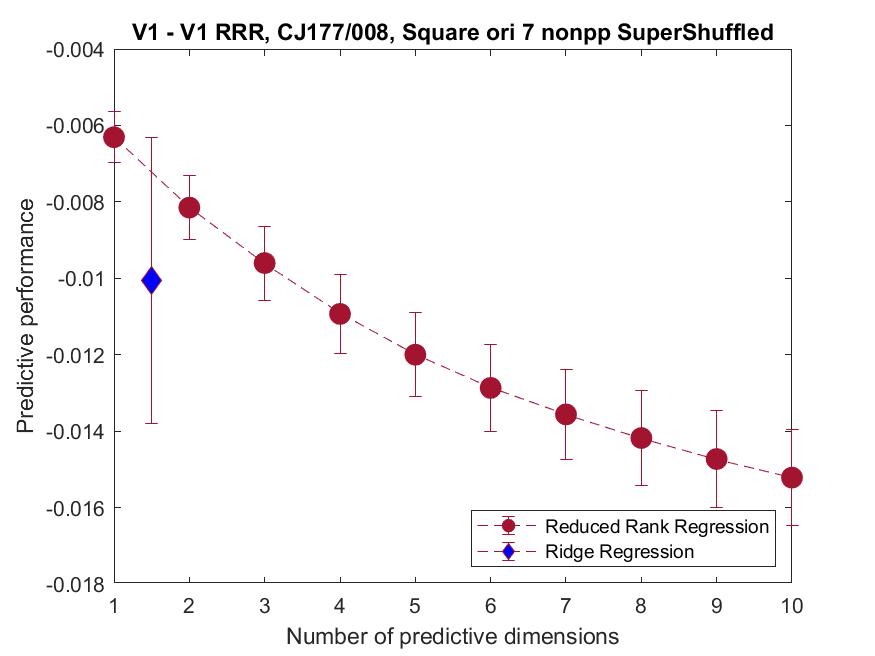 V1 - V1 RRR, CJ177/008, Square ori 7 nonpp SuperShuffled
-0.004
-0.006
-0.008
-0.01
-0.012
-0.014
-0.016
-0.018
Predictive performance
Reduced Rank Regression
Ridge Regression
1 2 3 4 5 6 7 8 9 10
Number of predictive dimensions